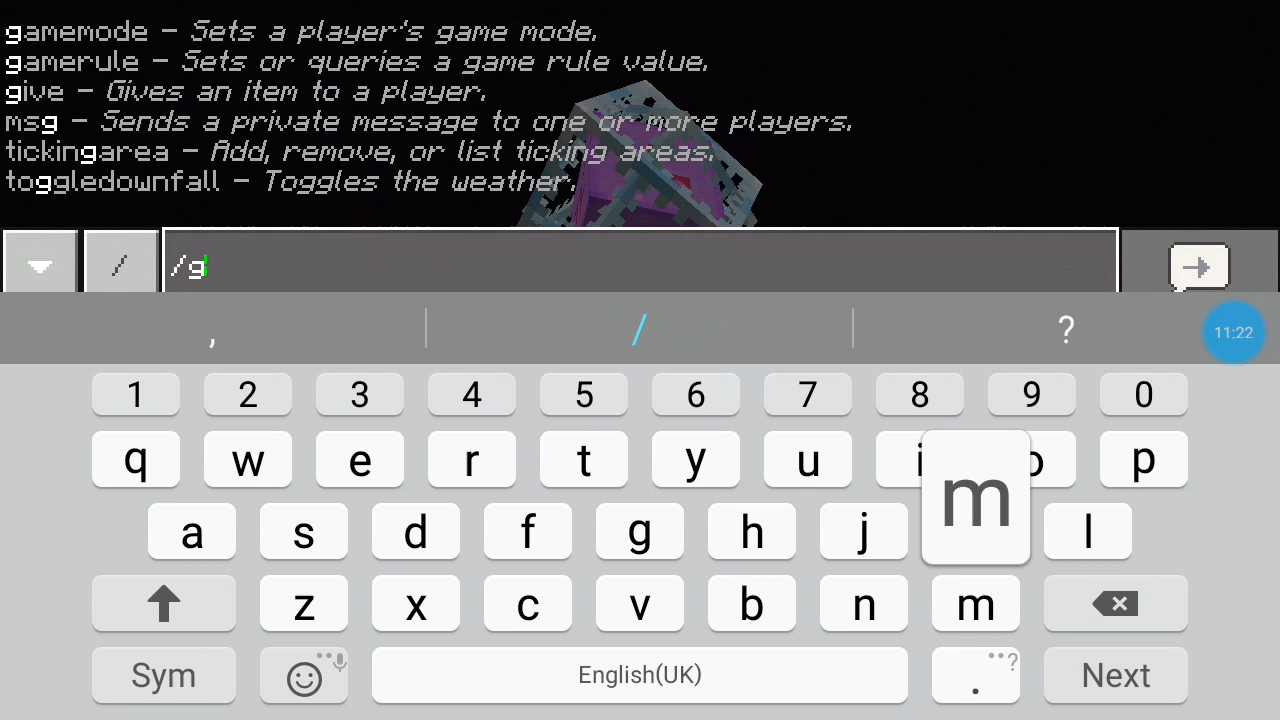 gamemode – Sets a player's game mode.
gamerule – Sets or queries a game rule value.
give – Gives an item to a player.
msg – Sends a private message to one or more players.
tickingarea – Add, remove, or list ticking areas.
toggledownfall – Toggles the weather.
/ /g
, / ? 11:22
1 2 3 4 5 6 7 8 9 0
q w e r t y u i o p
a s d f g h j m l
z x c v b n m
Sym ? English(UK) . Next